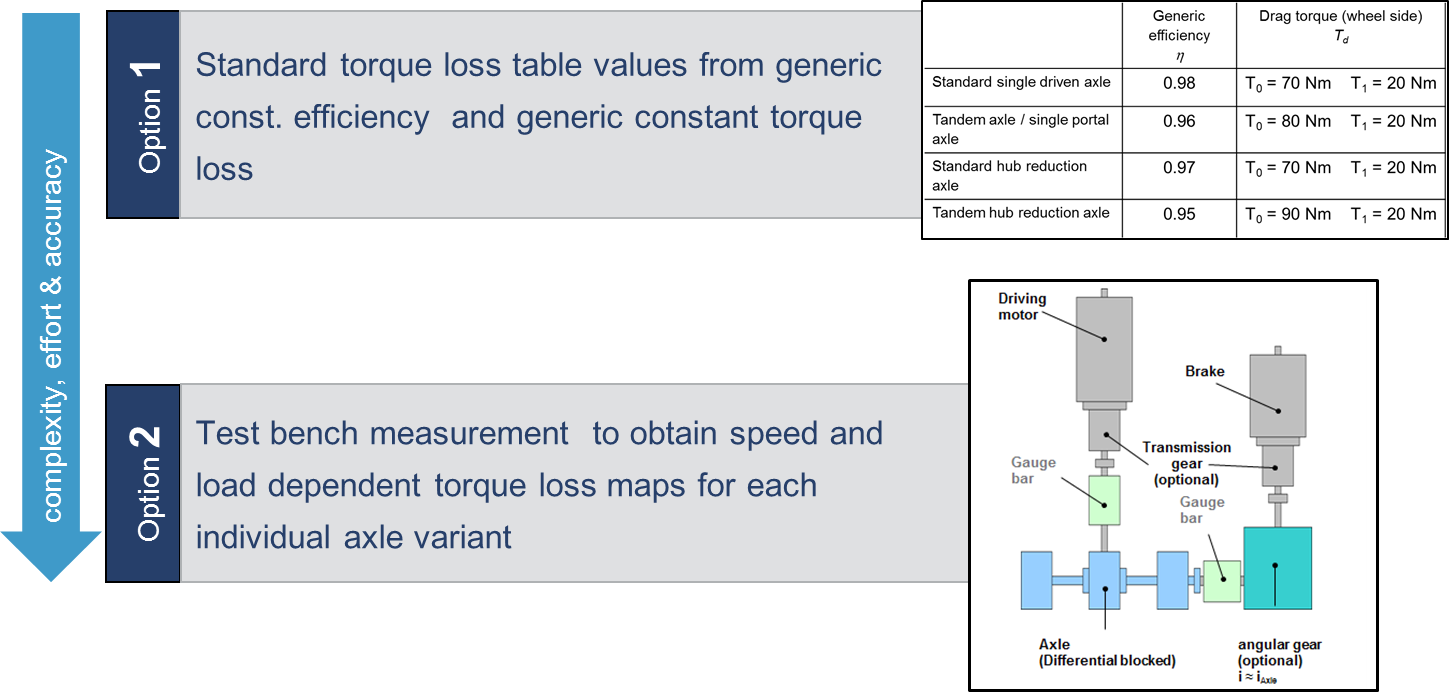 complexity, effort & accuracy
Option 1
Standard torque loss table values from generic
const. efficiency and generic constant torque
loss
Generic
efficiency
η
Drag torque (wheel side)
Td
Standard single driven axle 0.98 T0 = 70 Nm T1 = 20 Nm
Tandem axle / single portal
axle
0.96 T0 = 80 Nm T1 = 20 Nm
Standard hub reduction
axle
0.97 T0 = 70 Nm T1 = 20 Nm
Tandem hub reduction axle 0.95 T0 = 90 Nm T1 = 20 Nm
Option 2
Test bench measurement to obtain speed and
load dependent torque loss maps for each
individual axle variant
Driving
motor
Brake
Transmission
gear
(optional)
Gauge
bar
Gauge
bar
Axle
(Differential blocked)
angular gear
(optional)
i ≈ iAxle